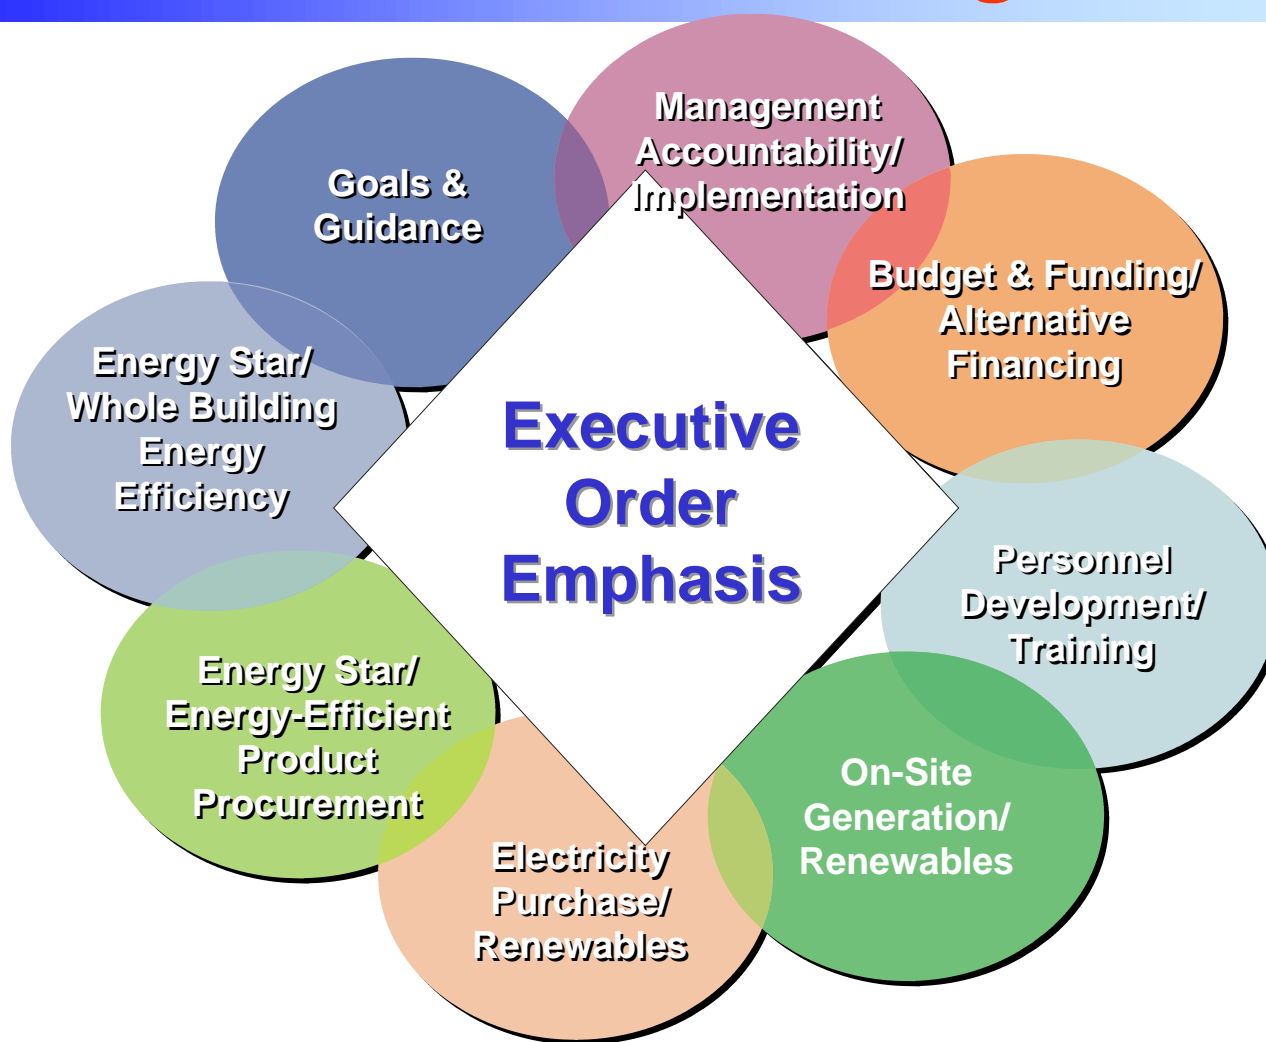 Management
Accountability/
Implementation
Goals &
Guidance
Budget & Funding/
Alternative
Financing
Energy Star/
Whole Building
Energy
Efficiency
Executive
Order
Emphasis
Personnel
Development/
Training
Energy Star/
Energy-Efficient
Product
Procurement
On-Site
Generation/
Renewables
Electricity
Purchase/
Renewables